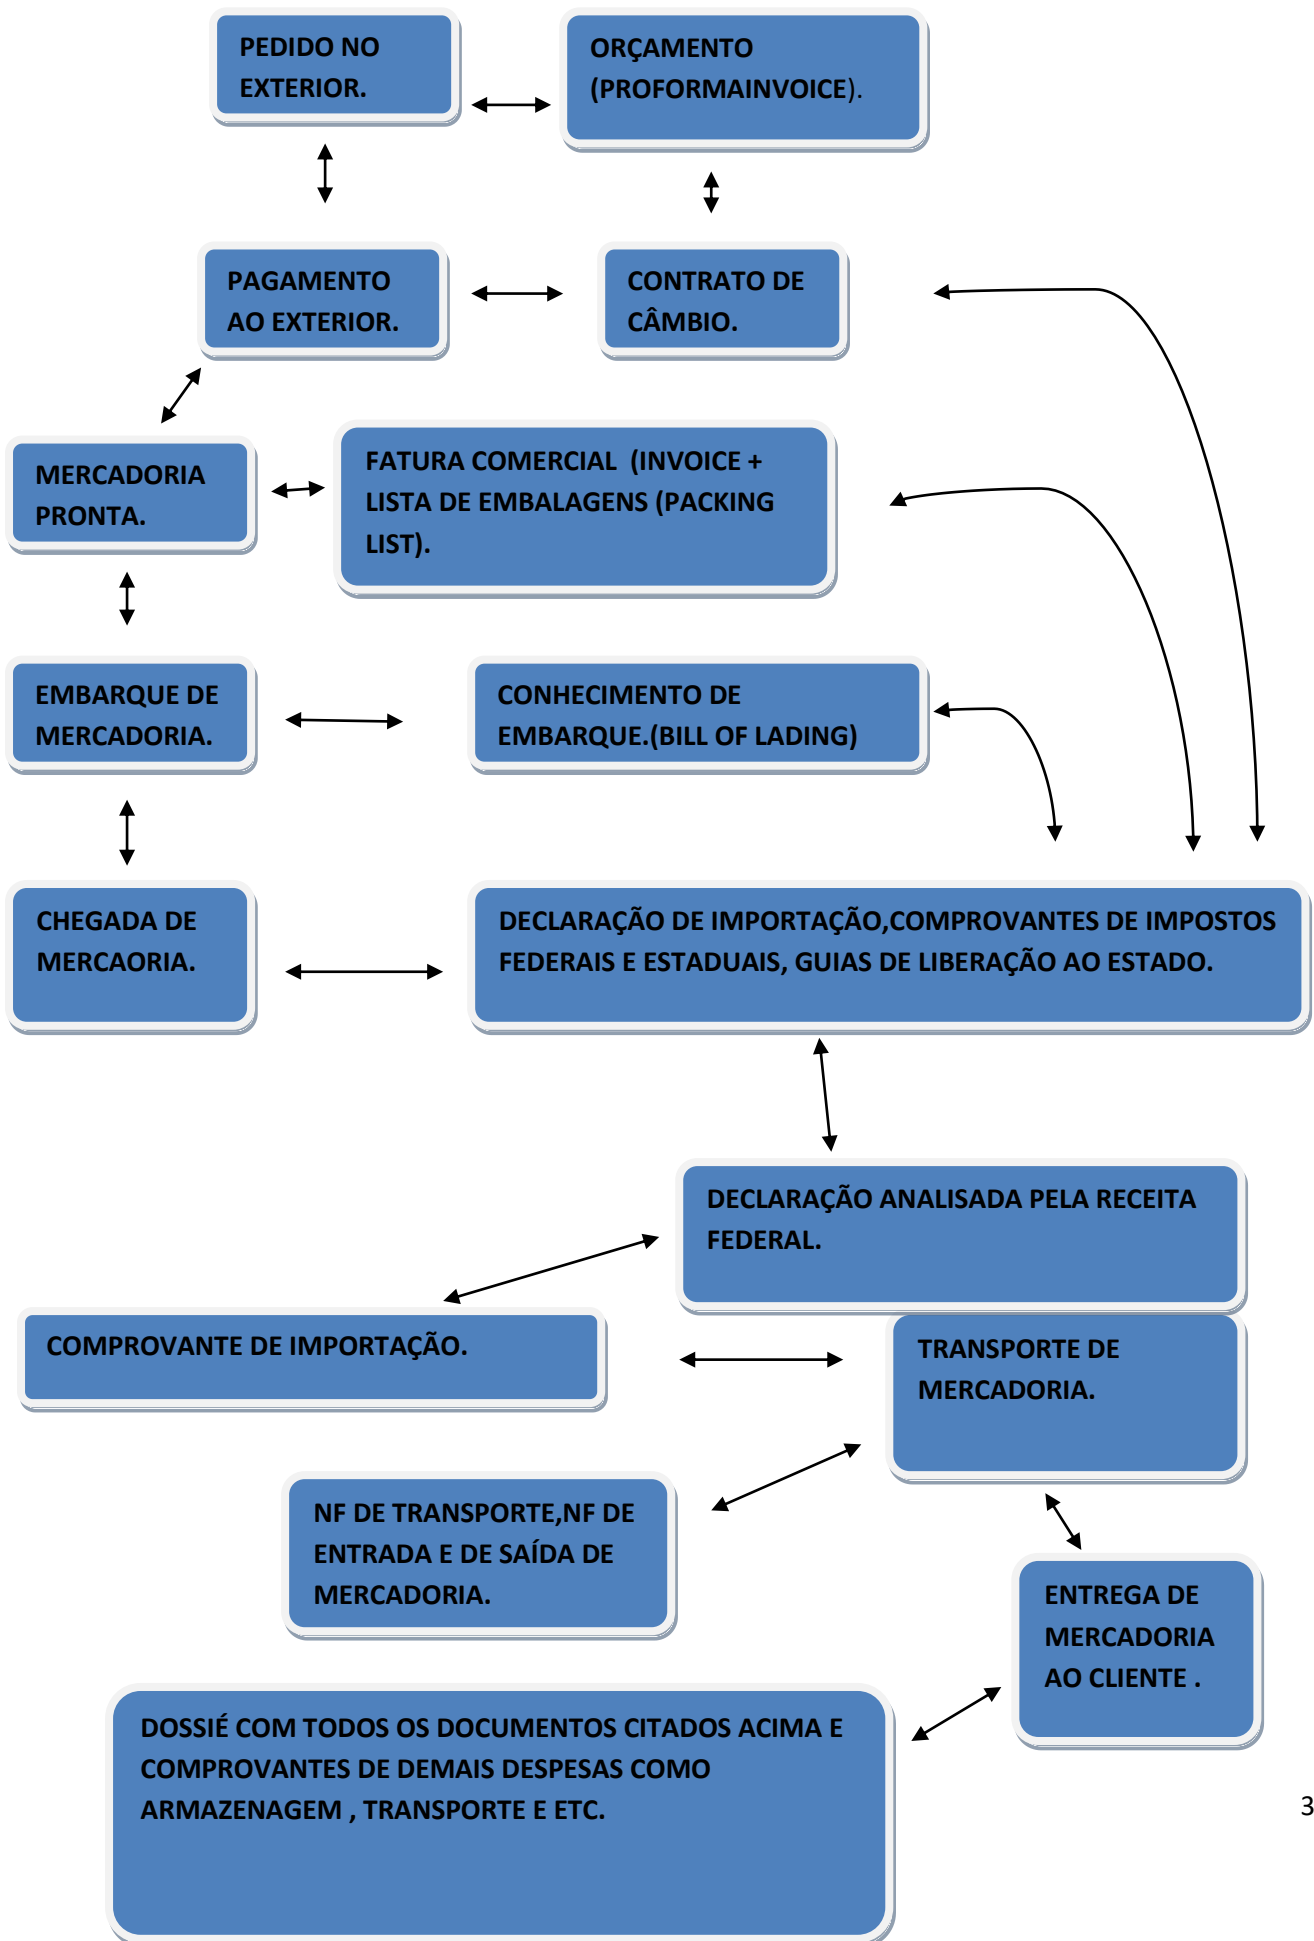 PEDIDO NO
EXTERIOR.
ORÇAMENTO
(PROFORMAINVOICE).
PAGAMENTO
AO EXTERIOR.
CONTRATO DE
CÂMBIO.
MERCADORIA
PRONTA.
FATURA COMERCIAL (INVOICE +
LISTA DE EMBALAGENS (PACKING
LIST).
EMBARQUE DE
MERCADORIA.
CONHECIMENTO DE
EMBARQUE.(BILL OF LADING)
CHEGADA DE
MERCAORIA.
DECLARAÇÃO DE IMPORTAÇÃO,COMPROVANTES DE IMPOSTOS
FEDERAIS E ESTADUAIS, GUIAS DE LIBERAÇÃO AO ESTADO.
DECLARAÇÃO ANALISADA PELA RECEITA
FEDERAL.
COMPROVANTE DE IMPORTAÇÃO.
TRANSPORTE DE
MERCADORIA.
NF DE TRANSPORTE,NF DE
ENTRADA E DE SAÍDA DE
MERCADORIA.
ENTREGA DE
MERCADORIA
AO CLIENTE .
DOSSIÉ COM TODOS OS DOCUMENTOS CITADOS ACIMA E
COMPROVANTES DE DEMAIS DESPESAS COMO
ARMAZENAGEM , TRANSPORTE E ETC.
3